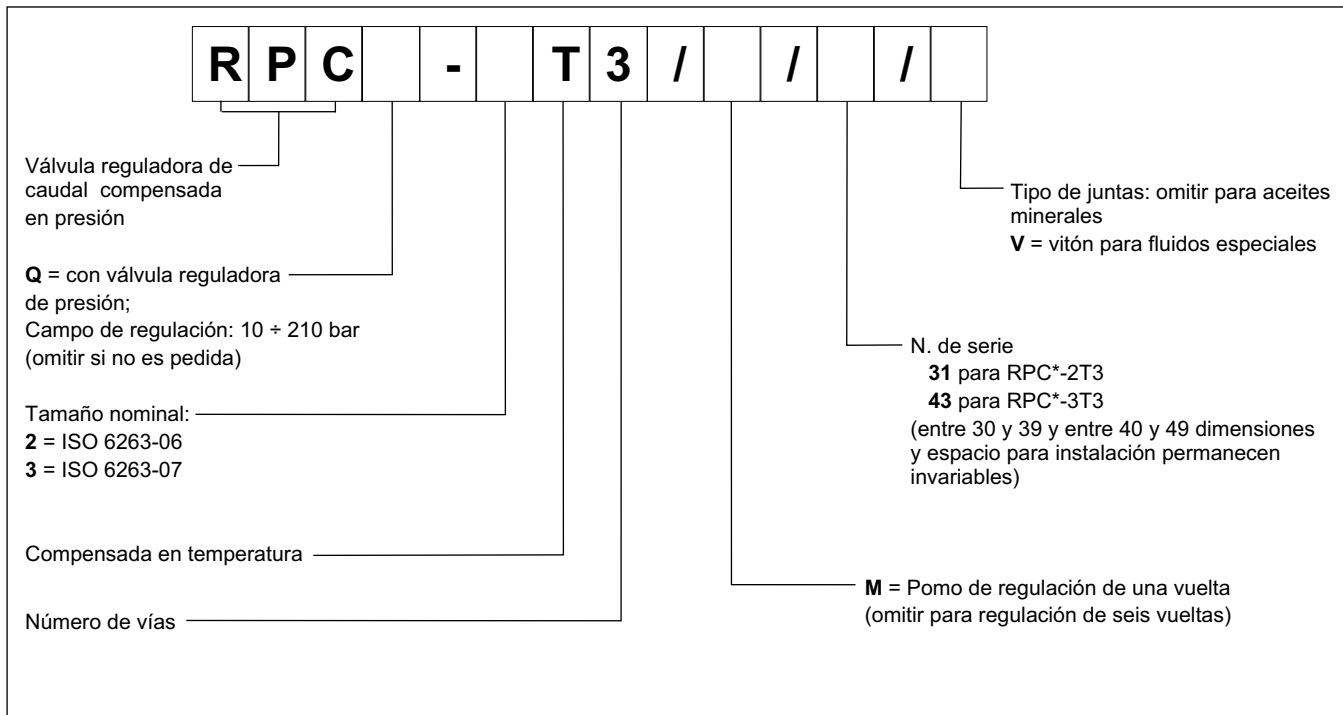 R P C - T 3 / / /
Válvula reguladora de
caudal compensada
en presión
Q = con válvula reguladora
de presión;
Campo de regulación: 10 ÷ 210 bar
(omitir si no es pedida)
Tamaño nominal:
2 = ISO 6263-06
3 = ISO 6263-07
Compensada en temperatura
Número de vías
Tipo de juntas: omitir para aceites
minerales
V = vitón para fluidos especiales
N. de serie
31 para RPC*-2T3
43 para RPC*-3T3
(entre 30 y 39 y entre 40 y 49 dimensiones
y espacio para instalación permanecen
invariables)
M = Pomo de regulación de una vuelta
(omitir para regulación de seis vueltas)